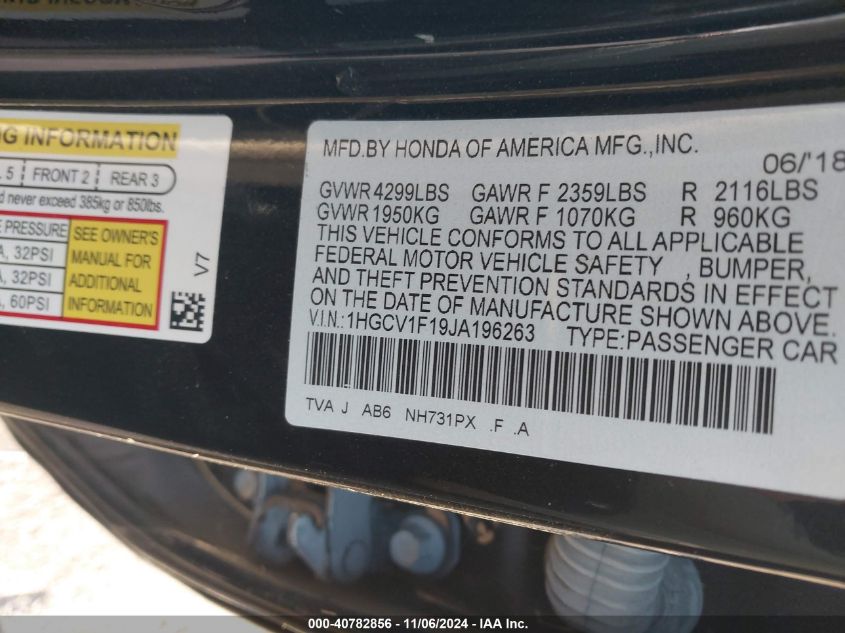 G INFORMATION
5 FRONT 2 REAR 3
d never exceed 385kg or 850lbs.
PRESSURE SEE OWNER'S
32PSI MANUAL FOR
32PSI ADDITIONAL
60PSI INFORMATION
V7
MFD.BY HONDA OF AMERICA MFG.,INC. 06/'18
GVWR 4299LBS GAWR F 2359LBS R 2116LBS
GVWR 1950KG GAWR F 1070KG R 960KG
THIS VEHICLE CONFORMS TO ALL APPLICABLE
FEDERAL MOTOR VEHICLE SAFETY , BUMPER,
AND THEFT PREVENTION STANDARDS IN EFFECT
ON THE DATE OF MANUFACTURE SHOWN ABOVE.
V.I.N.:1HGCV1F19JA196263 TYPE:PASSENGER CAR
TVA J AB6 NH731PX .F .A
000-40782856 - 11/06/2024 - IAA Inc.